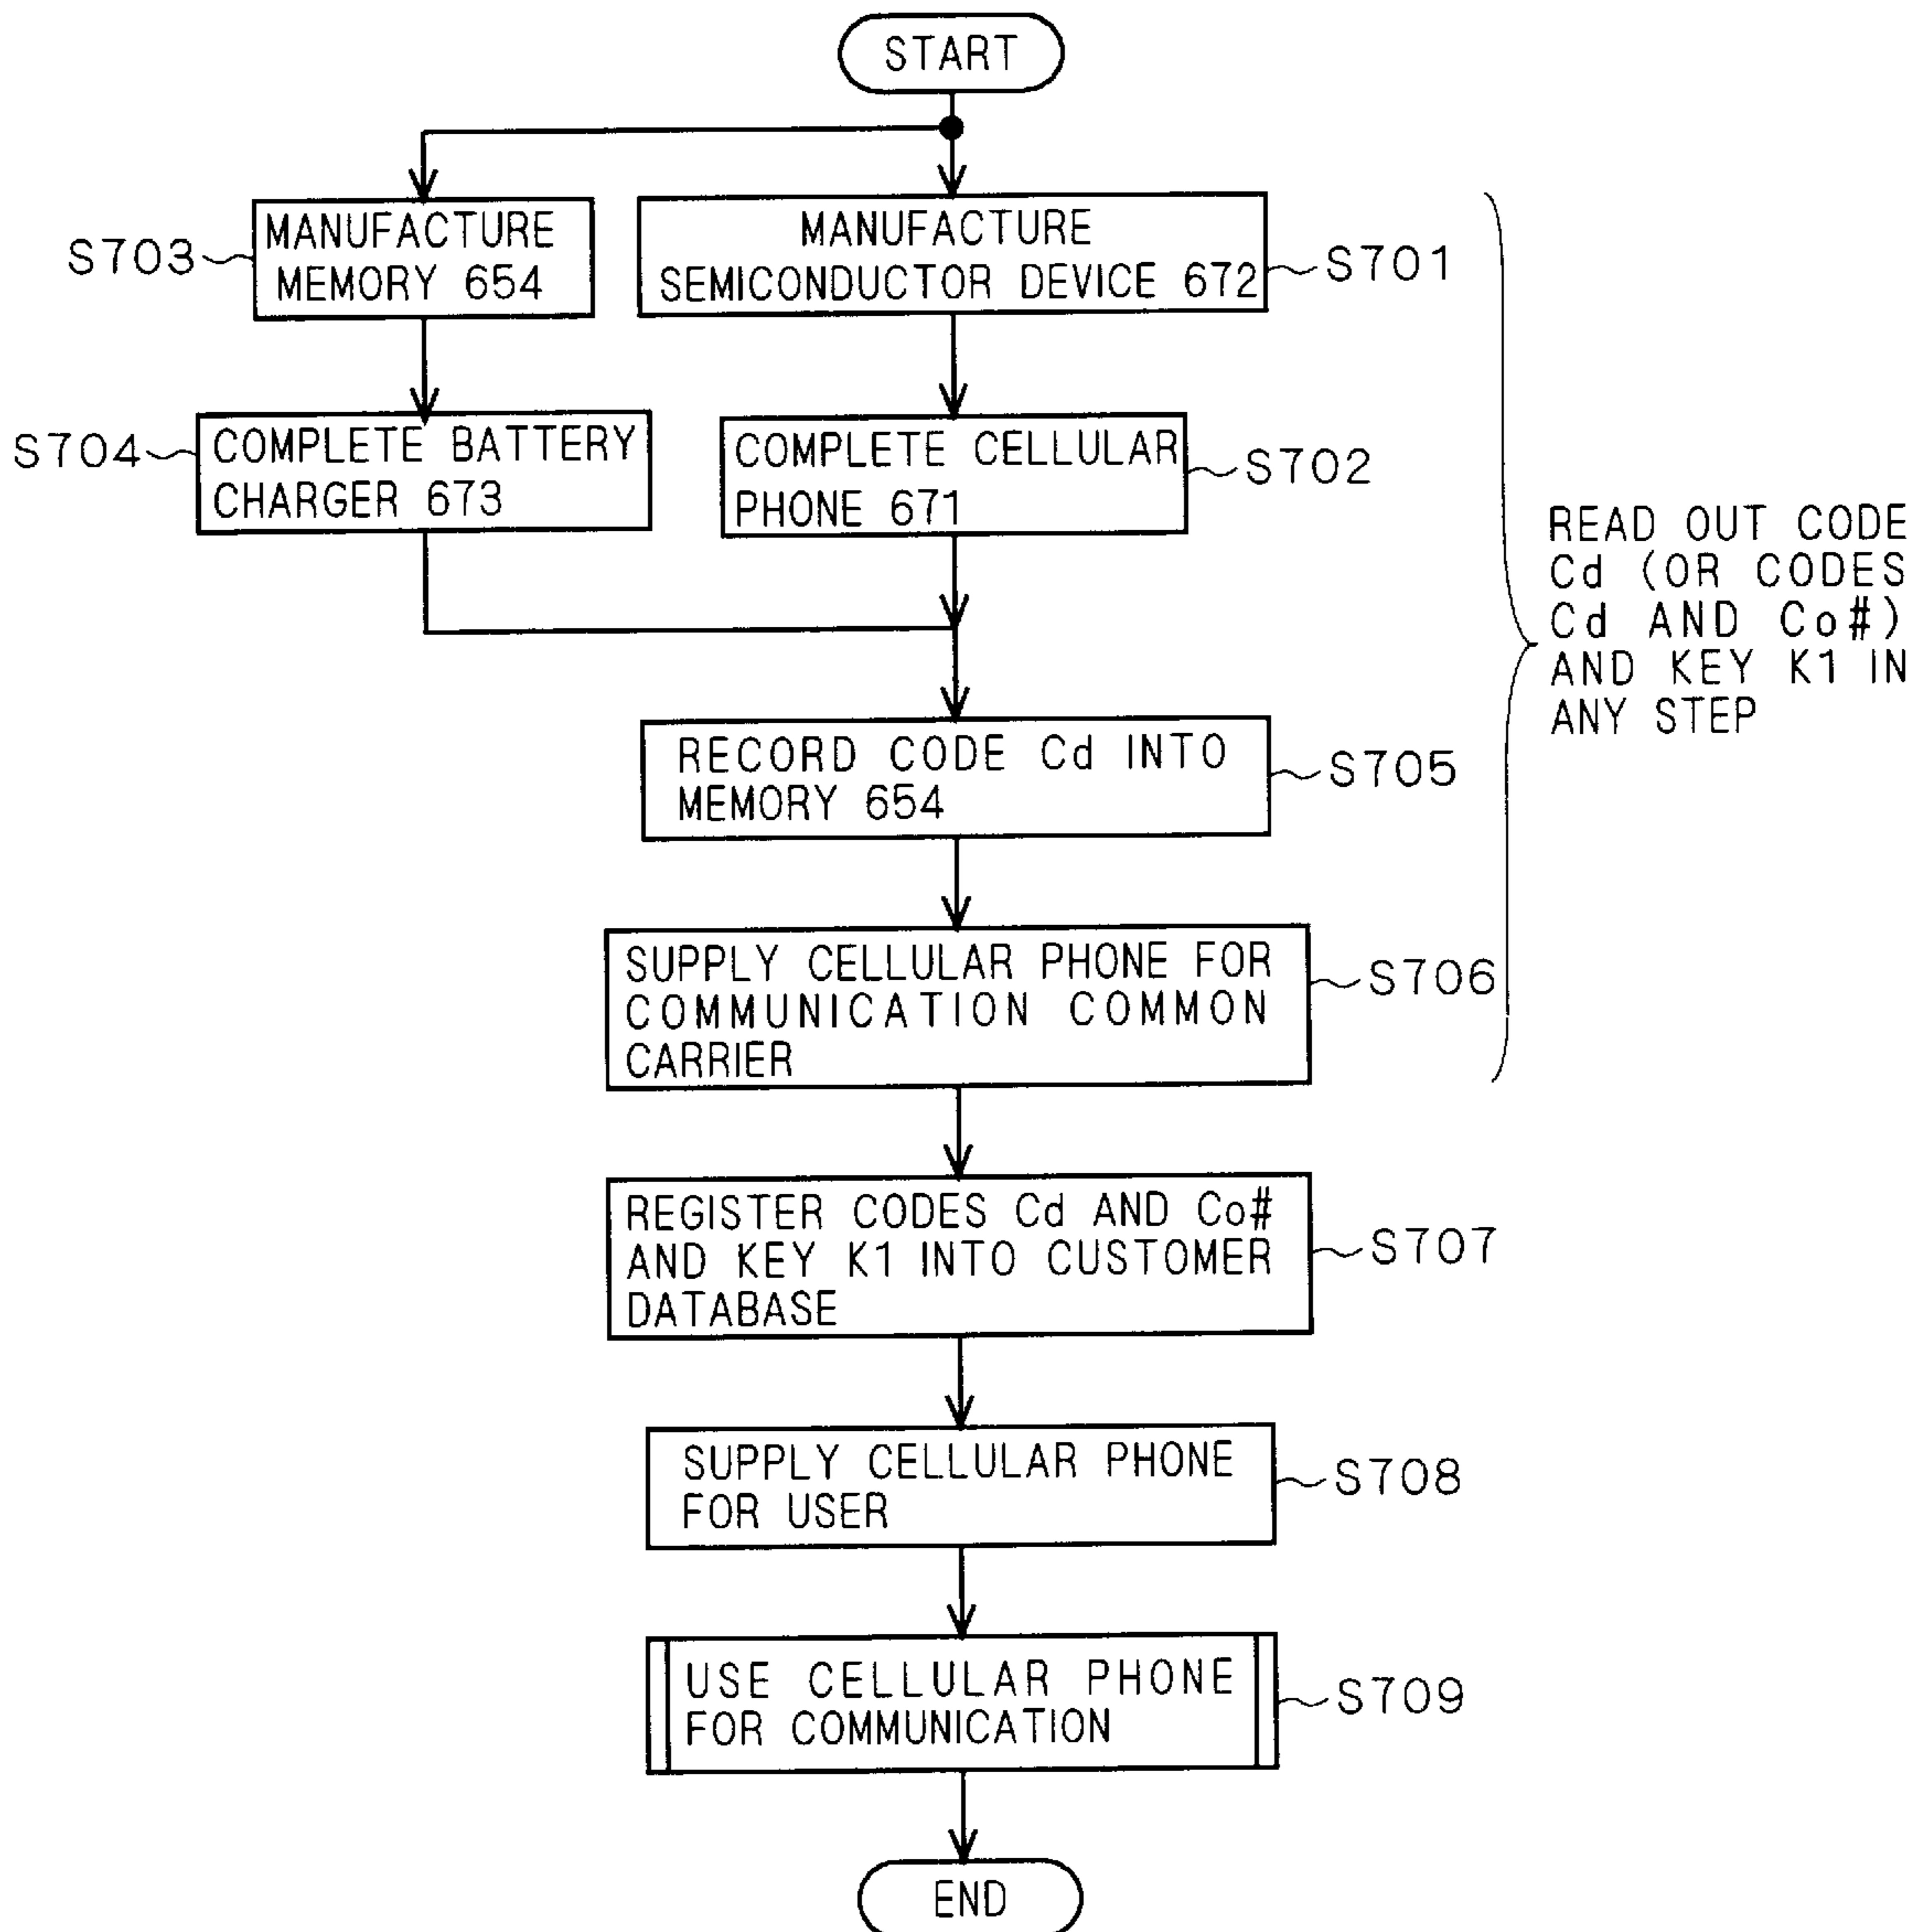 START
S703
MANUFACTURE
MEMORY 654
MANUFACTURE
SEMICONDUCTOR DEVICE 672
S701
S704
COMPLETE BATTERY
CHARGER 673
COMPLETE CELLULAR
PHONE 671
S702
READ OUT CODE
Cd (OR CODES
Cd AND Co#)
AND KEY K1 IN
ANY STEP
RECORD CODE Cd INTO
MEMORY 654
S705
SUPPLY CELLULAR PHONE FOR
COMMUNICATION COMMON
CARRIER
S706
REGISTER CODES Cd AND Co#
AND KEY K1 INTO CUSTOMER
DATABASE
S707
SUPPLY CELLULAR PHONE
FOR USER
S708
USE CELLULAR PHONE
FOR COMMUNICATION
S709
END